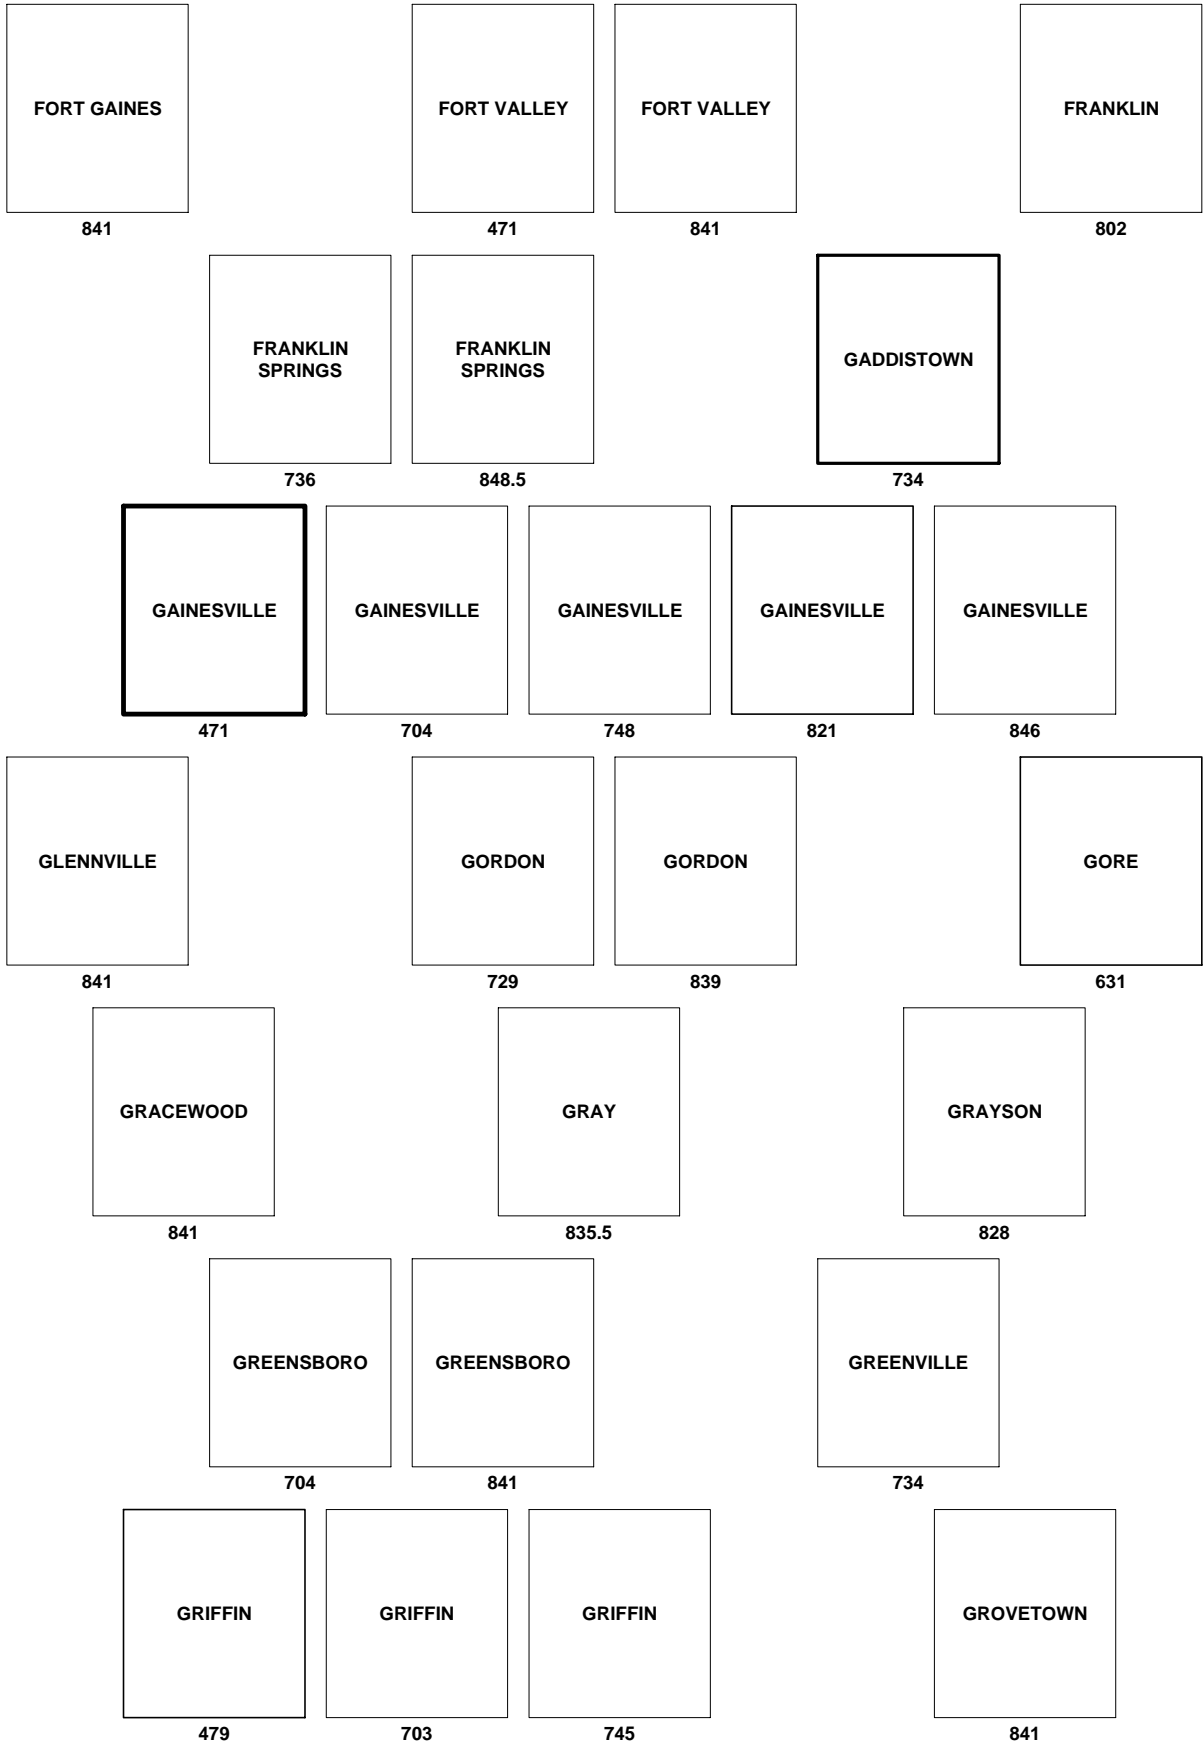 FORT GAINES
FORT VALLEY
FORT VALLEY
FRANKLIN
841
471
841
802
FRANKLIN
SPRINGS
FRANKLIN
SPRINGS
GADDISTOWN
736
848.5
734
GAINESVILLE
GAINESVILLE
GAINESVILLE
GAINESVILLE
GAINESVILLE
471
704
748
821
846
GLENNVILLE
GORDON
GORDON
GORE
841
729
839
631
GRACEWOOD
GRAY
GRAYSON
841
835.5
828
GREENSBORO
GREENSBORO
GREENVILLE
704
841
734
GRIFFIN
GRIFFIN
GRIFFIN
GROVETOWN
479
703
745
841